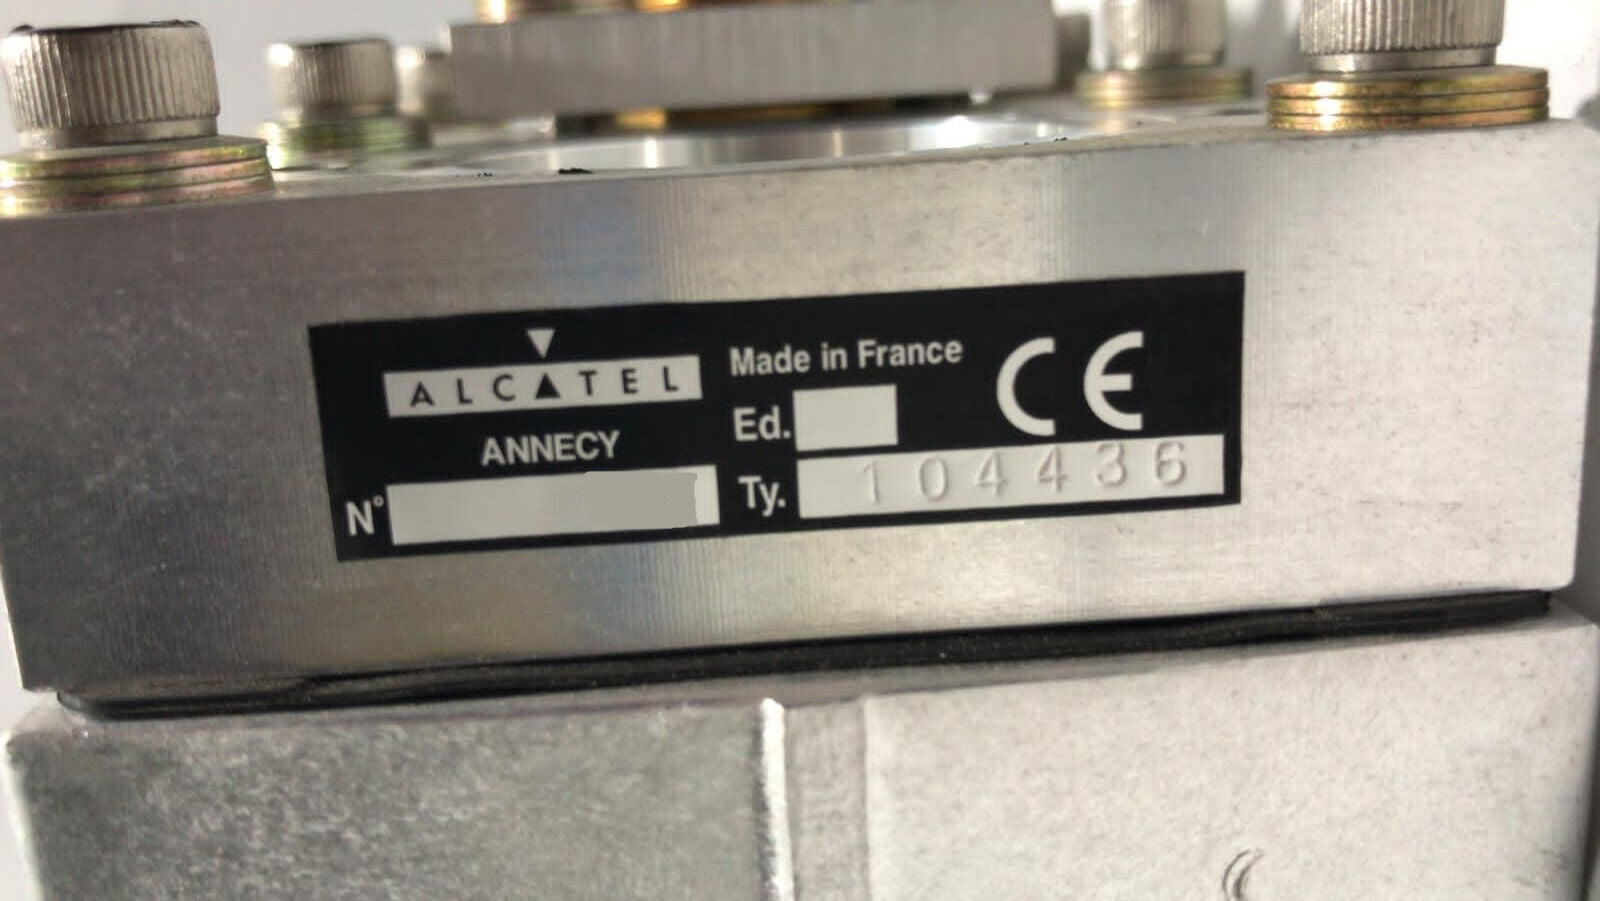 ALCATEL
ANNECY
N°
Made in France
Ed.
CE
Ty. 104436